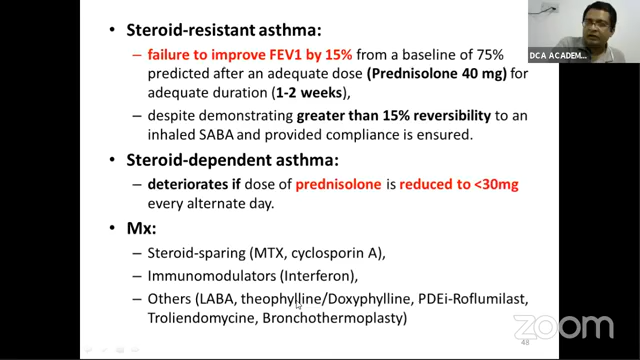 • Steroid-resistant asthma:
– failure to improve FEV1 by 15% from a baseline of 75%
predicted after an adequate dose (Prednisolone 40 mg) for
adequate duration (1-2 weeks),
– despite demonstrating greater than 15% reversibility to an
inhaled SABA and provided compliance is ensured.
• Steroid-dependent asthma:
– deteriorates if dose of prednisolone is reduced to <30mg
every alternate day.
• Mx:
– Steroid-sparing (MTX, cyclosporin A),
– Immunomodulators (Interferon),
– Others (LABA, theophylline/Doxyphylline, PDEi-Roflumilast,
Troliendomycine, Bronchothermoplasty)
DCA ACADEM...
zoom
48